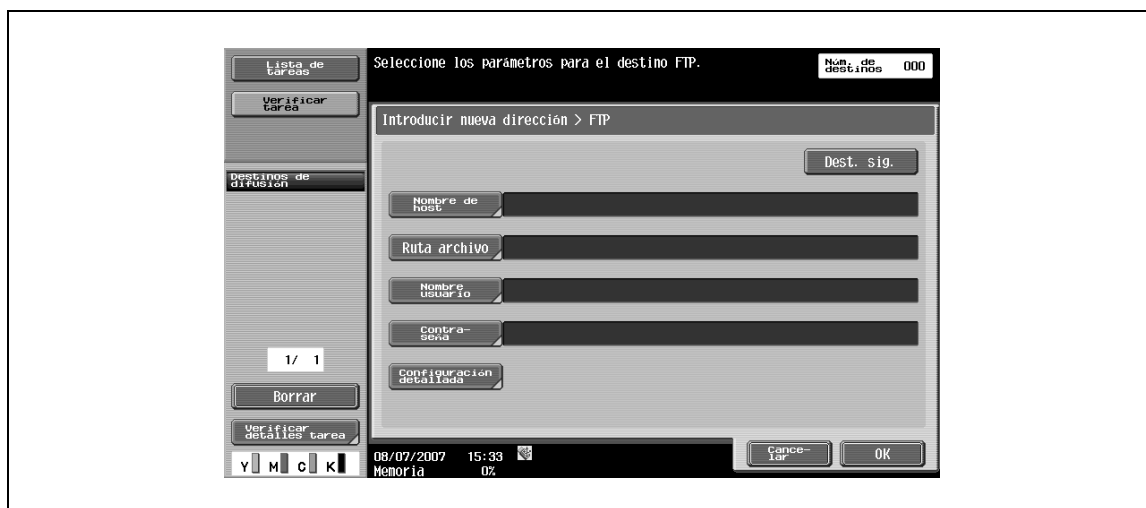 Lista de
tareas
Verificar
tarea
Destinos de
difusión
1/ 1
Borrar
Verificar
detalles tarea
Y M C K
Seleccione los parámetros para el destino FTP.
Núm. de
destinos 000
Introducir nueva dirección > FTP
Dest. sig.
Nombre de
host
Ruta archivo
Nombre
usuario
Contra-
seña
Configuración
detallada
08/07/2007 15:33
Memoria 0%
Cance-
lar
OK